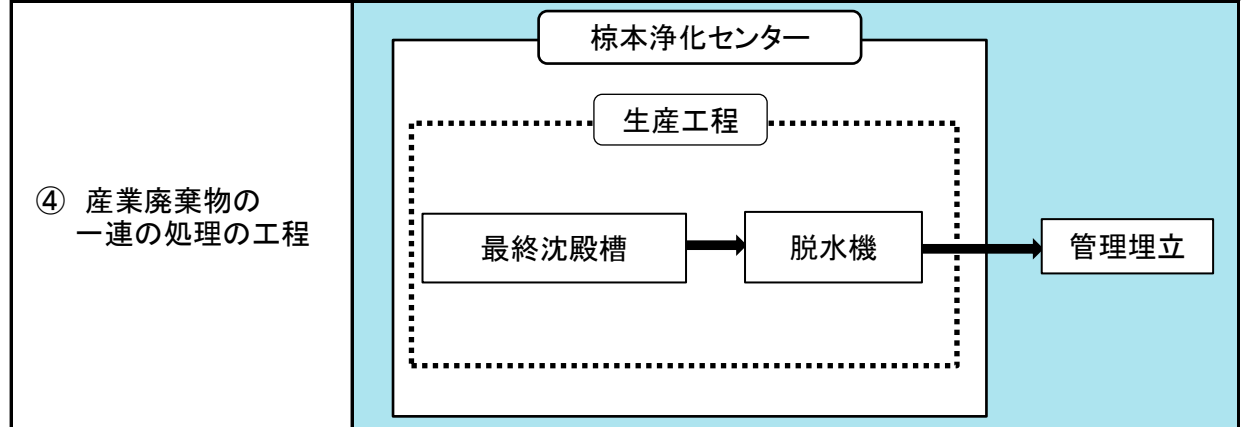 ④ 産業廃棄物の
一連の処理の工程
椋本浄化センター
生産工程
最終沈殿槽
脱水機
管理埋立